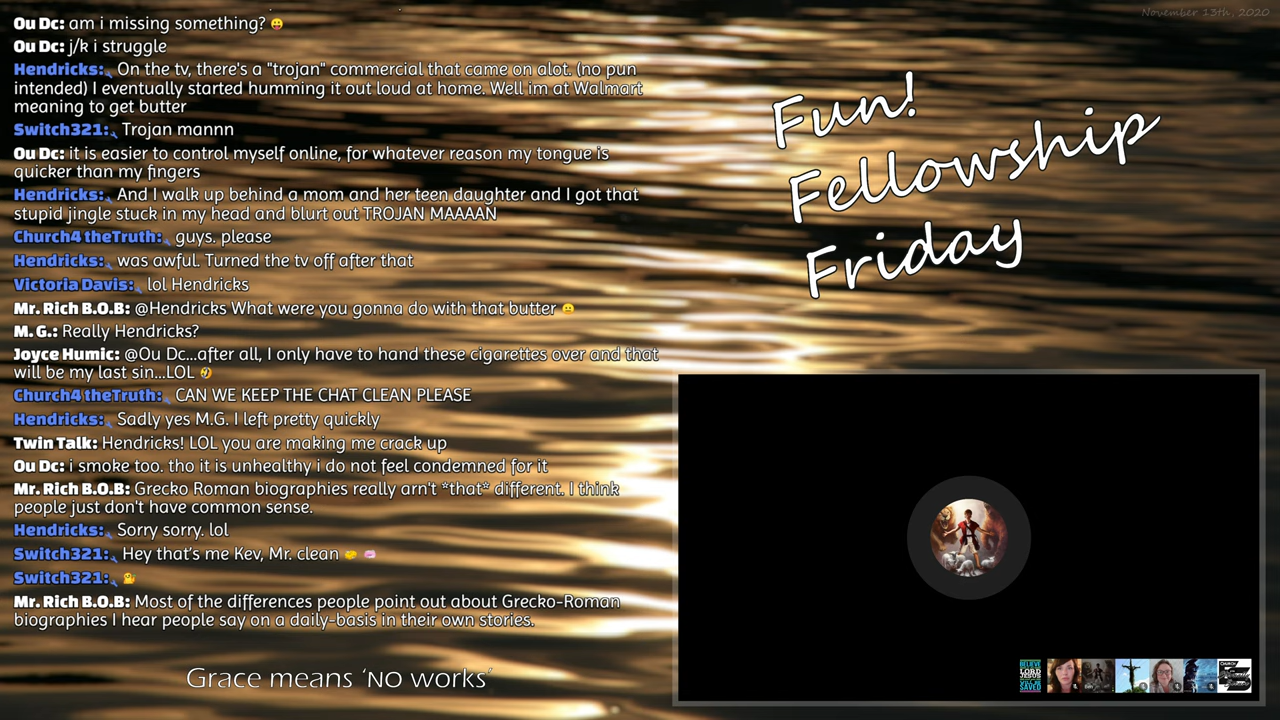 Ou Dc: am i missing something? 😛
Ou Dc: j/k i struggle
Hendricks: On the tv, there's a "trojan" commercial that came on alot. (no pun
intended) I eventually started humming it out loud at home. Well im at Walmart
meaning to get butter
Switch321: Trojan mannn
Ou Dc: it is easier to control myself online, for whatever reason my tongue is
quicker than my fingers
Hendricks: And I walk up behind a mom and her teen daughter and I got that
stupid jingle stuck in my head and blurt out TROJAN MAAAAN
Church4 theTruth: guys. please
Hendricks: was awful. Turned the tv off after that
Victoria Davis: lol Hendricks
Mr. Rich B.O.B: @Hendricks What were you gonna do with that butter 😐
M. G.: Really Hendricks?
Joyce Humic: @Ou Dc...after all, I only have to hand these cigarettes over and that
will be my last sin...LOL 🤣
Church4 theTruth: CAN WE KEEP THE CHAT CLEAN PLEASE
Hendricks: Sadly yes M.G. I left pretty quickly
Twin Talk: Hendricks! LOL you are making me crack up
Ou Dc: i smoke too. tho it is unhealthy i do not feel condemned for it
Mr. Rich B.O.B: Grecko Roman biographies really arn't *that* different. I think
people just don't have common sense.
Hendricks: Sorry sorry. lol
Switch321: Hey that's me Kev, Mr. clean
Switch321:
Mr. Rich B.O.B: Most of the differences people point out about Grecko-Roman
biographies I hear people say on a daily-basis in their own stories.
Grace means 'NO works'
November 13th, 2020
Fun!
Fellowship
Friday
BELIEVE
LORD
SAVED